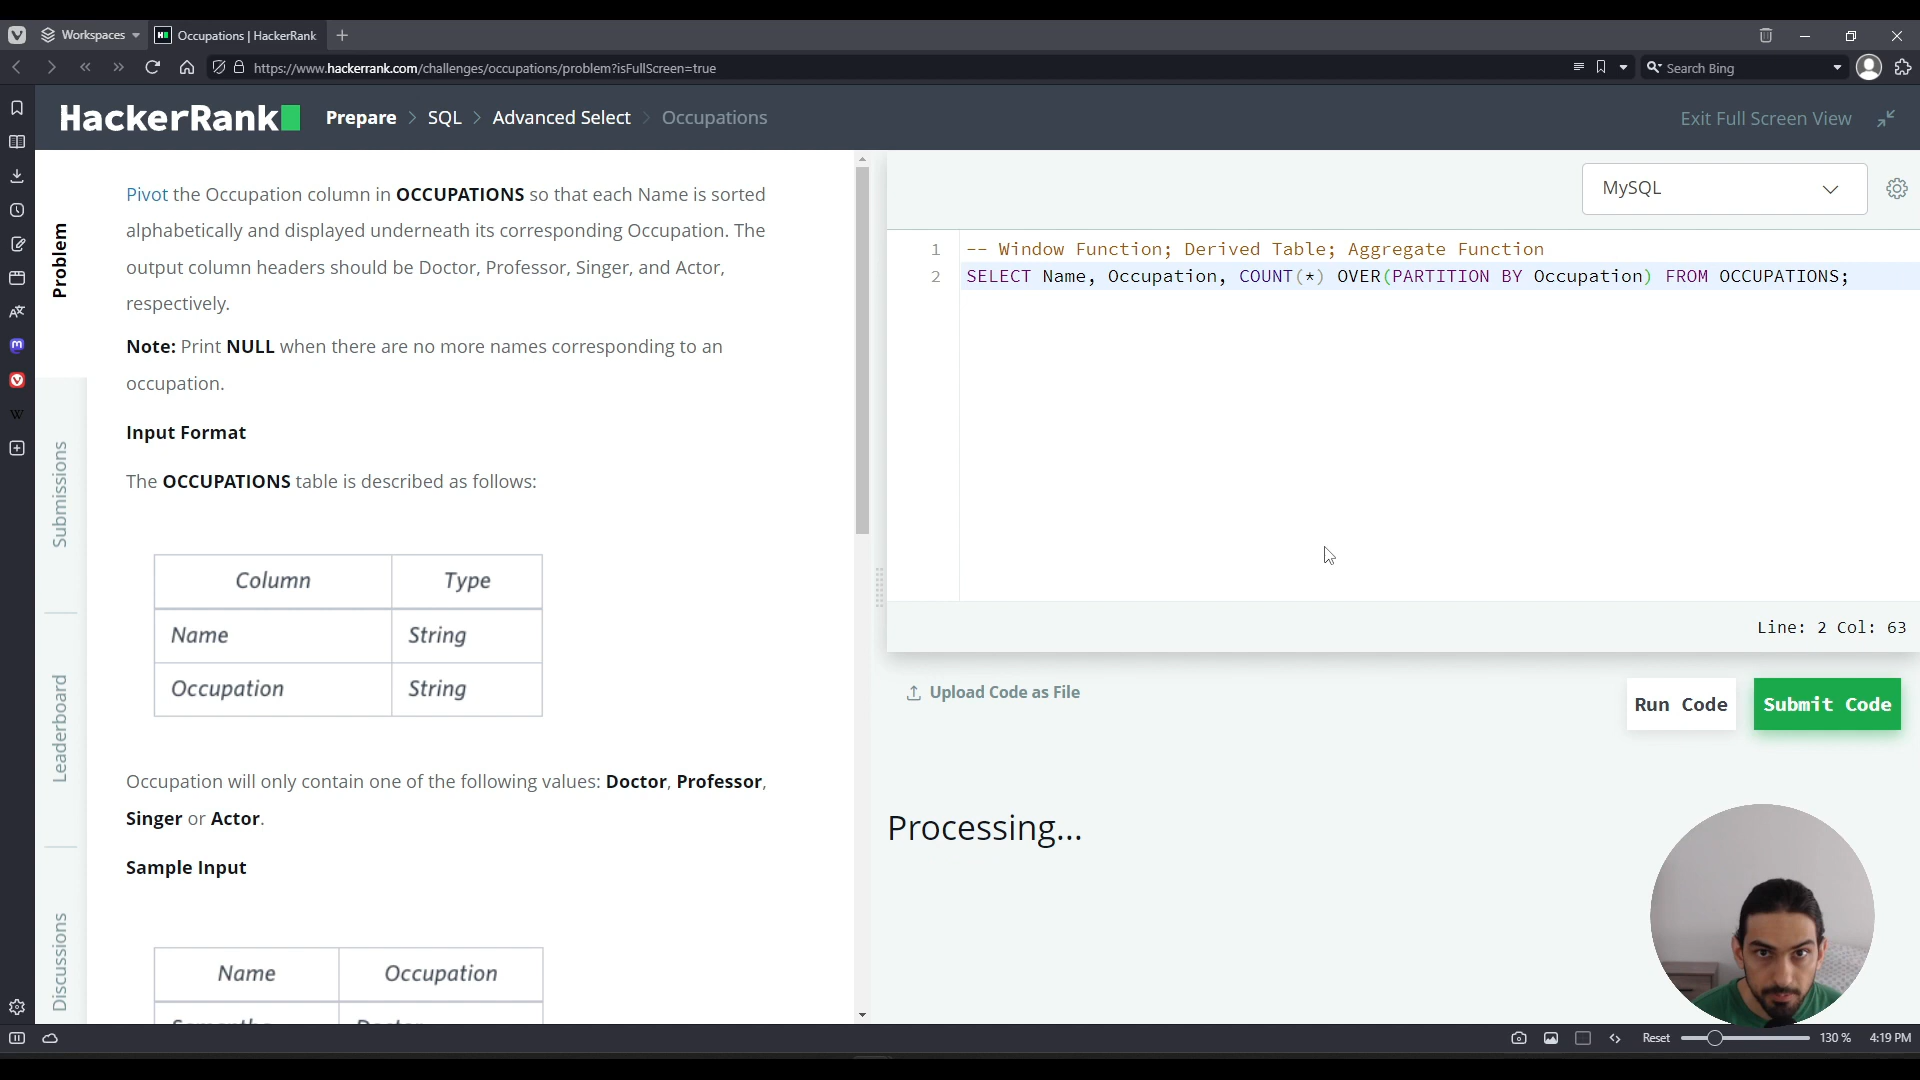 Workspaces
Occupations | HackerRank
https://www.hackerrank.com/challenges/occupations/problem?isFullScreen=true
Search Bing
HackerRank
Prepare > SQL > Advanced Select > Occupations
Exit Full Screen View
Problem
Submissions
Leaderboard
Discussions
Pivot the Occupation column in OCCUPATIONS so that each Name is sorted
alphabetically and displayed underneath its corresponding Occupation. The
output column headers should be Doctor, Professor, Singer, and Actor,
respectively.
Note: Print NULL when there are no more names corresponding to an
occupation.
Input Format
The OCCUPATIONS table is described as follows:
Column Type
Name String
Occupation String
Occupation will only contain one of the following values: Doctor, Professor,
Singer or Actor.
Sample Input
Name Occupation
MySQL
1 -- Window Function; Derived Table; Aggregate Function
2 SELECT Name, Occupation, COUNT(*) OVER(PARTITION BY Occupation) FROM OCCUPATIONS;
Line: 2 Col: 63
Upload Code as File
Run Code
Submit Code
Processing...
Reset
130 %
4:19 PM